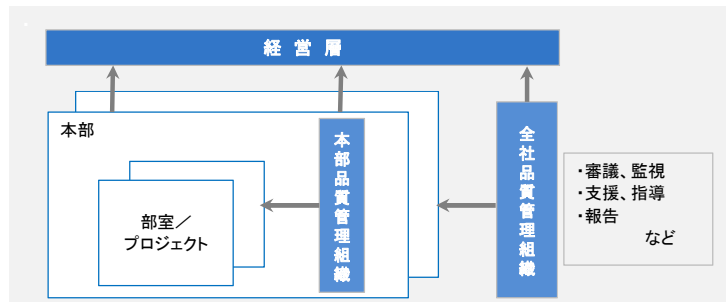 経営層
本部
本部品質管理組織
部室／
プロジェクト
全社品質管理組織
・審議、監視
・支援、指導
・報告
など